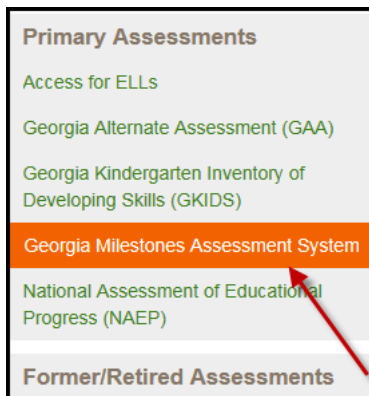 Primary Assessments
Access for ELLs
Georgia Alternate Assessment (GAA)
Georgia Kindergarten Inventory of
Developing Skills (GKIDS)
Georgia Milestones Assessment System
National Assessment of Educational
Progress (NAEP)
Former/Retired Assessments